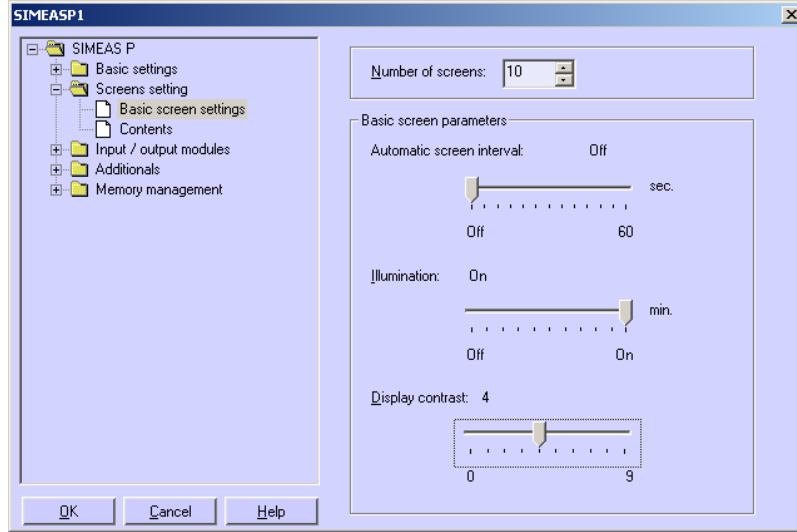 SIMEASP1
SIMEAS P
Basic settings
Screens setting
Basic screen settings
Contents
Input / output modules
Additionals
Memory management
Number of screens: 10
Basic screen parameters
Automatic screen interval: Off
sec.
Off 60
Illumination: On
min.
Off On
Display contrast: 4
0 9
OK Cancel Help